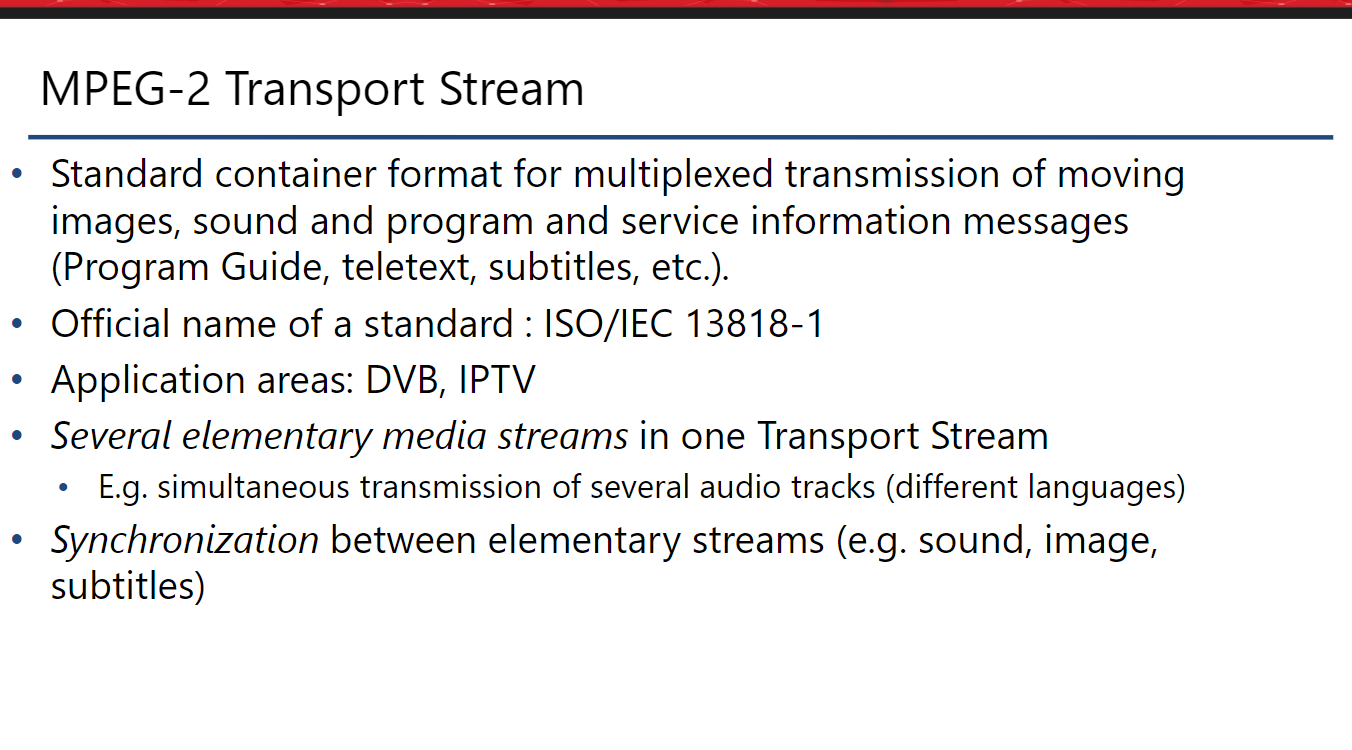 MPEG-2 Transport Stream
• Standard container format for multiplexed transmission of moving
images, sound and program and service information messages
(Program Guide, teletext, subtitles, etc.).
• Official name of a standard : ISO/IEC 13818-1
• Application areas: DVB, IPTV
• Several elementary media streams in one Transport Stream
• E.g. simultaneous transmission of several audio tracks (different languages)
• Synchronization between elementary streams (e.g. sound, image,
subtitles)